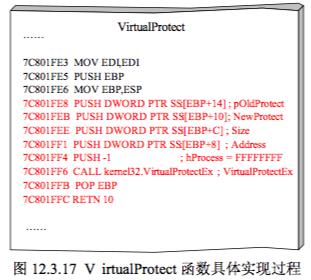 VirtualProtect
......
7C801FE3 MOV EDI,EDI
7C801FE5 PUSH EBP
7C801FE6 MOV EBP,ESP
7C801FE8 PUSH DWORD PTR SS[EBP+14] ; pOldProtect
7C801FEB PUSH DWORD PTR SS[EBP+10]; NewProtect
7C801FEE PUSH DWORD PTR SS[EBP+C] ; Size
7C801FF1 PUSH DWORD PTR SS[EBP+8] ; Address
7C801FF4 PUSH -1 ; hProcess = FFFFFFFF
7C801FF6 CALL kernel32.VirtualProtectEx ; VirtualProtectEx
7C801FFB POP EBP
7C801FFC RETN 10
......
图 12.3.17 V irtualProtect 函数具体实现过程